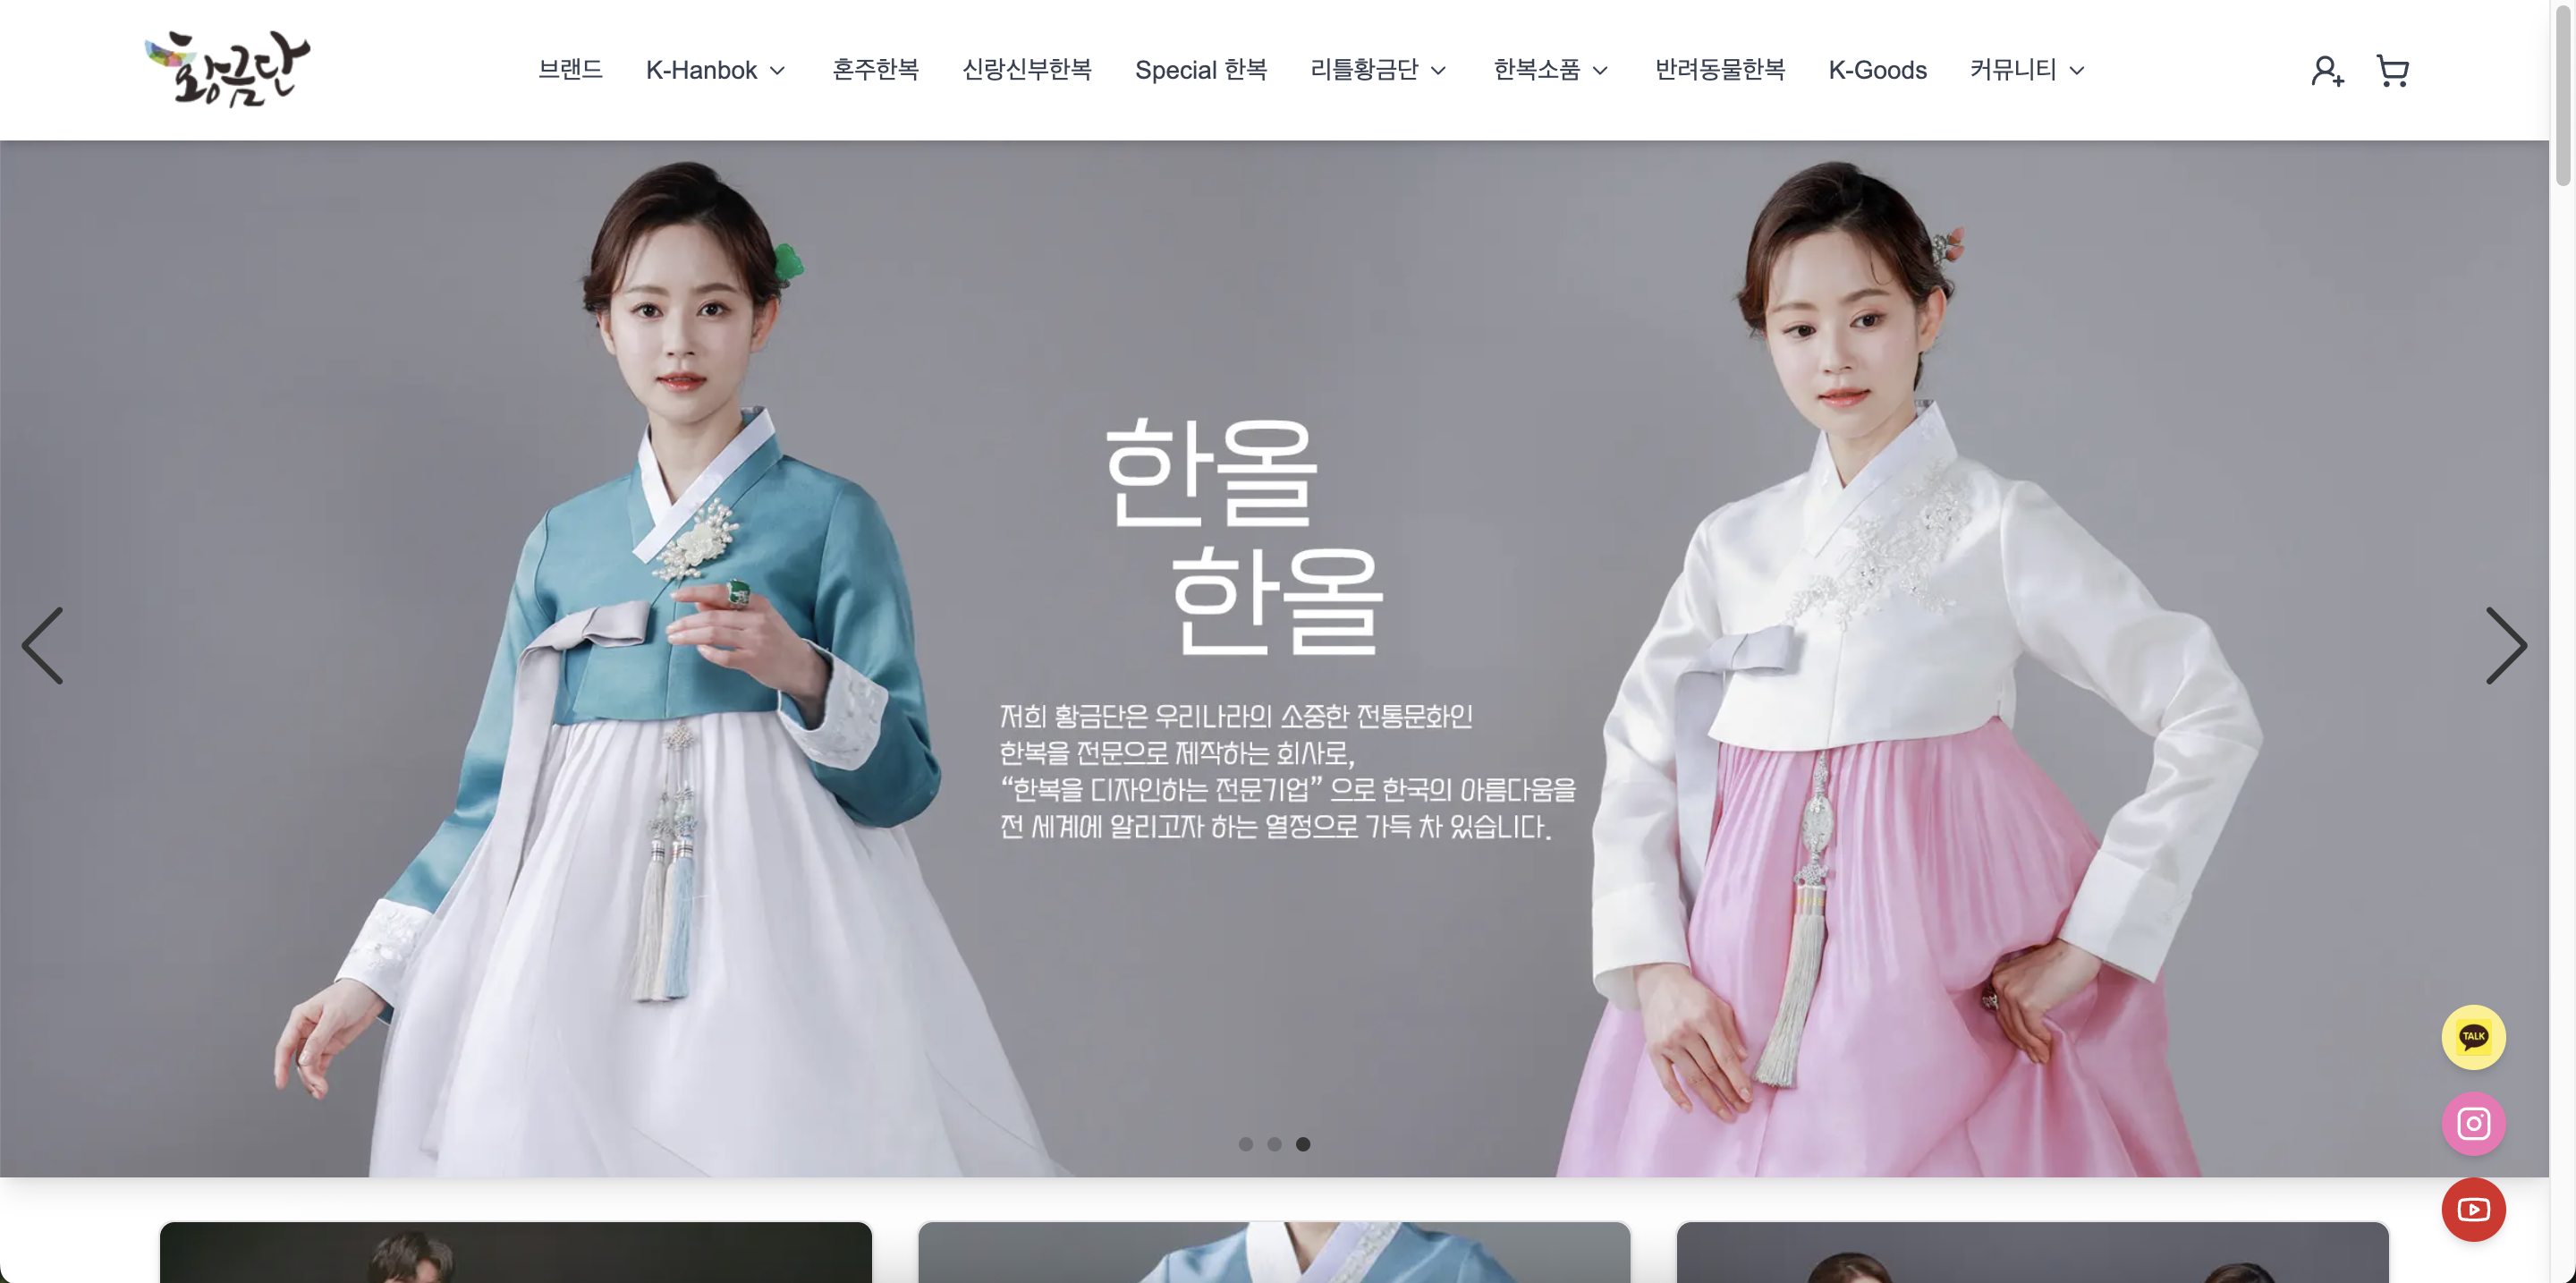 황금단
브랜드 K-Hanbok 혼주한복 신랑신부한복 Special 한복 리틀황금단 한복소품 반려동물한복 K-Goods 커뮤니티
한올
한올
저희 황금단은 우리나라의 소중한 전통문화인
한복을 전문으로 제작하는 회사로,
“한복을 디자인하는 전문기업” 으로 한국의 아름다움을
전 세계에 알리고자 하는 열정으로 가득 차 있습니다.
TALK